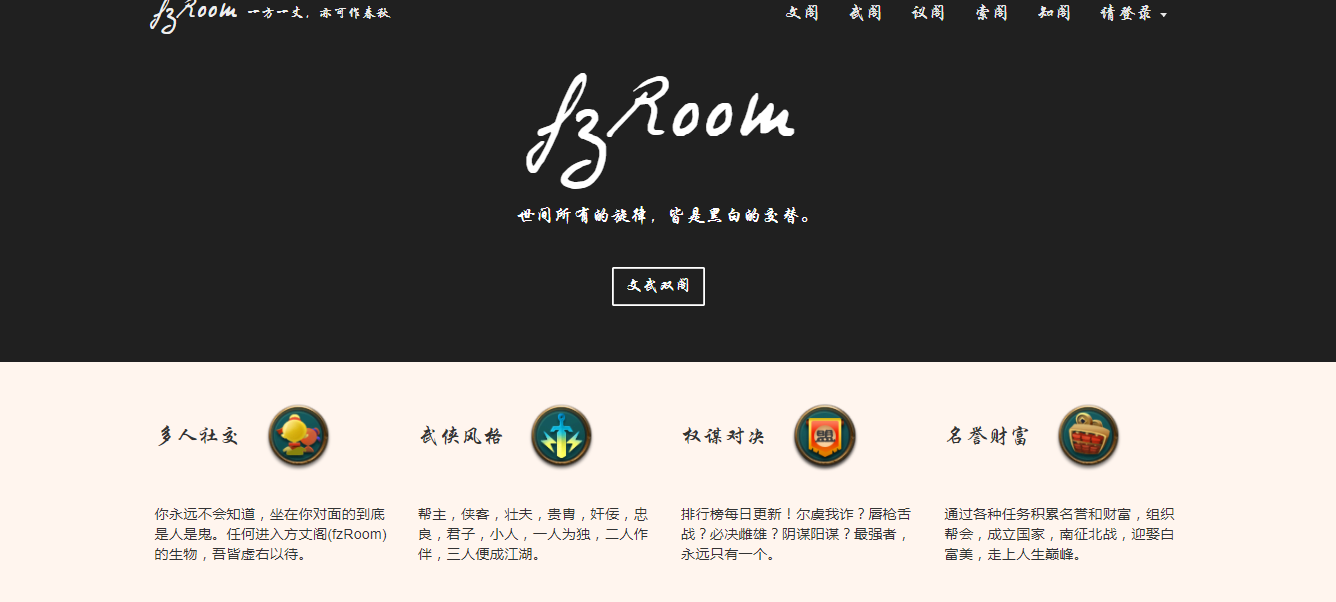 fzRoom 一方一丈，亦可作春秋
文阁 武阁 议阁 索阁 知阁 请登录
fzRoom
世间所有的旋律，皆是黑白的交替。
文武双阁
多人社交
武侠风格
权谋对决
盟
名誉财富
你永远不会知道，坐在你对面的到底
是人是鬼。任何进入方丈阁(fzRoom)
的生物，吾皆虚右以待。
帮主，侠客，壮夫，贵胄，奸佞，忠
良，君子，小人，一人为独，二人作
伴，三人便成江湖。
排行榜每日更新！尔虞我诈？唇枪舌
战？必决雌雄？阴谋阳谋？最强者，
永远只有一个。
通过各种任务积累名誉和财富，组织
帮会，成立国家，南征北战，迎娶白
富美，走上人生巅峰。